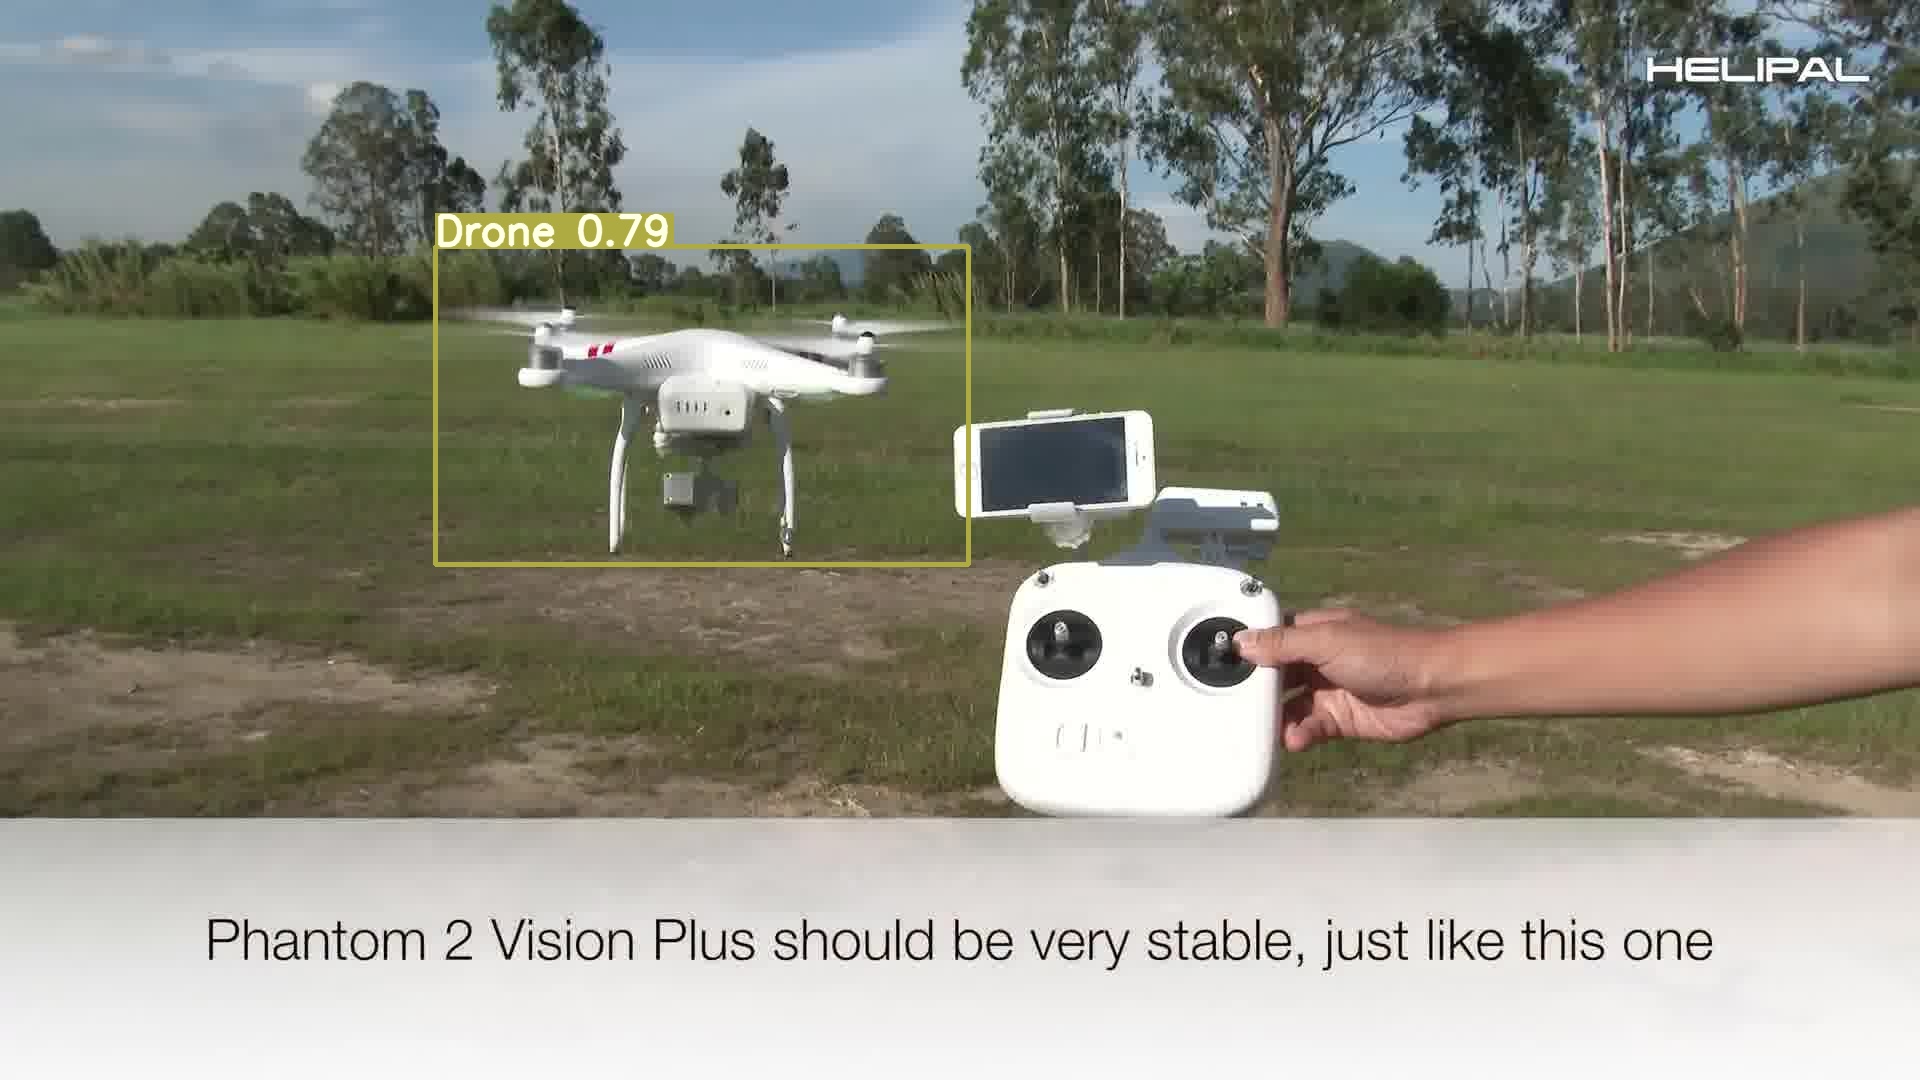 HELIPAL
Drone 0.79
Phantom 2 Vision Plus should be very stable, just like this one